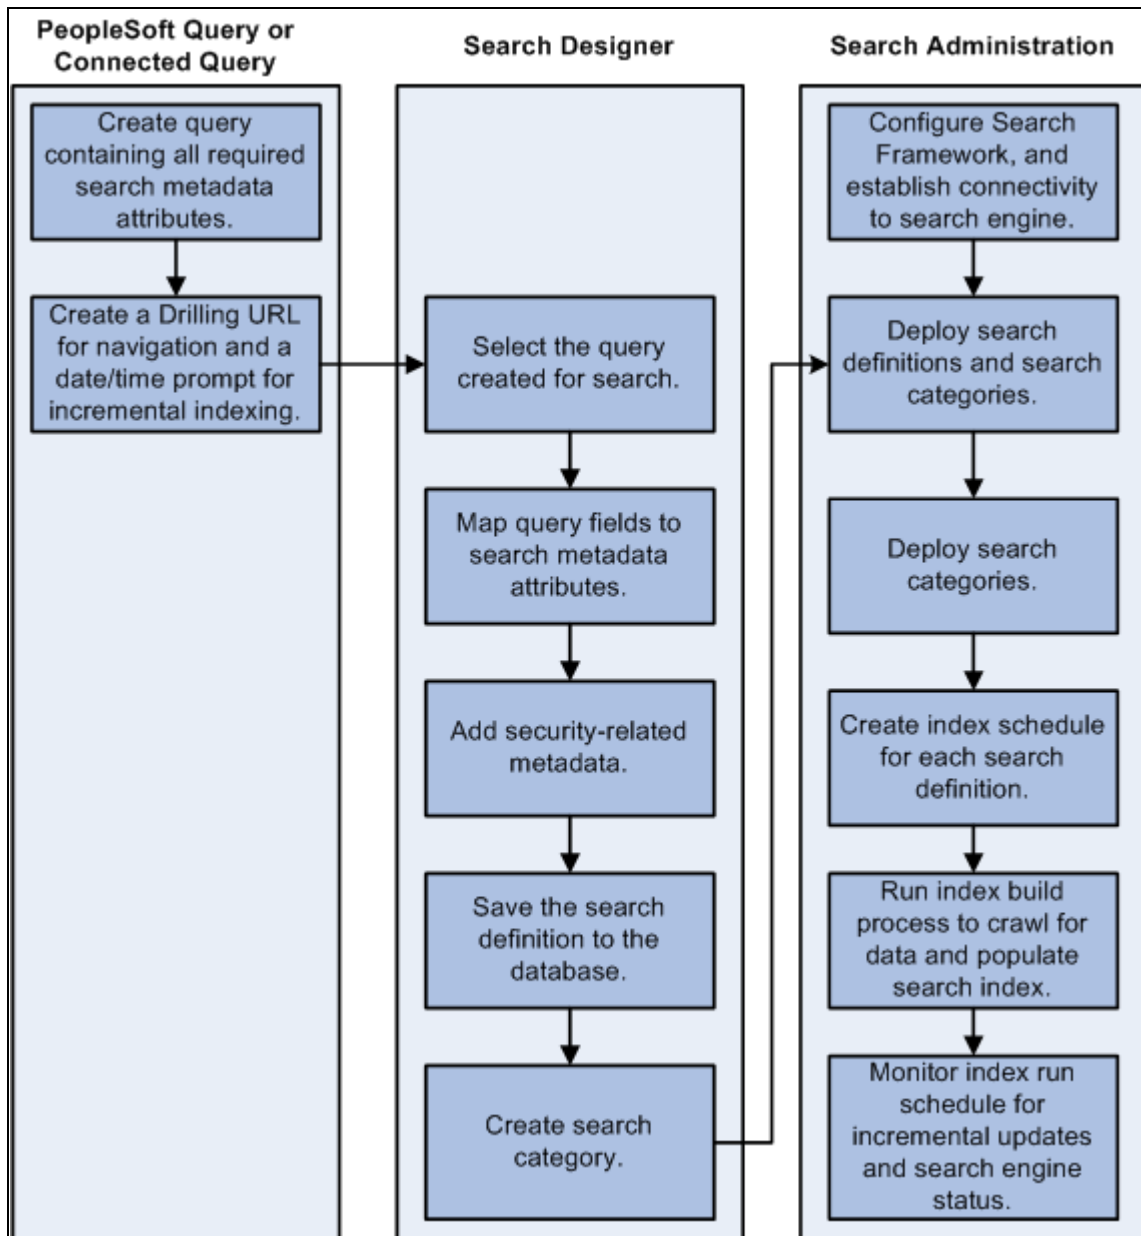 PeopleSoft Query or
Connected Query
Create query
containing all required
search metadata
attributes.
Create a Drilling URL
for navigation and a
date/time prompt for
incremental indexing.
Search Designer
Select the query
created for search.
Map query fields to
search metadata
attributes.
Add security-related
metadata.
Save the search
definition to the
database.
Create search
category.
Search Administration
Configure Search
Framework, and
establish connectivity
to search engine.
Deploy search
definitions and search
categories.
Deploy search
categories.
Create index schedule
for each search
definition.
Run index build
process to crawl for
data and populate
search index.
Monitor index run
schedule for
incremental updates
and search engine
status.